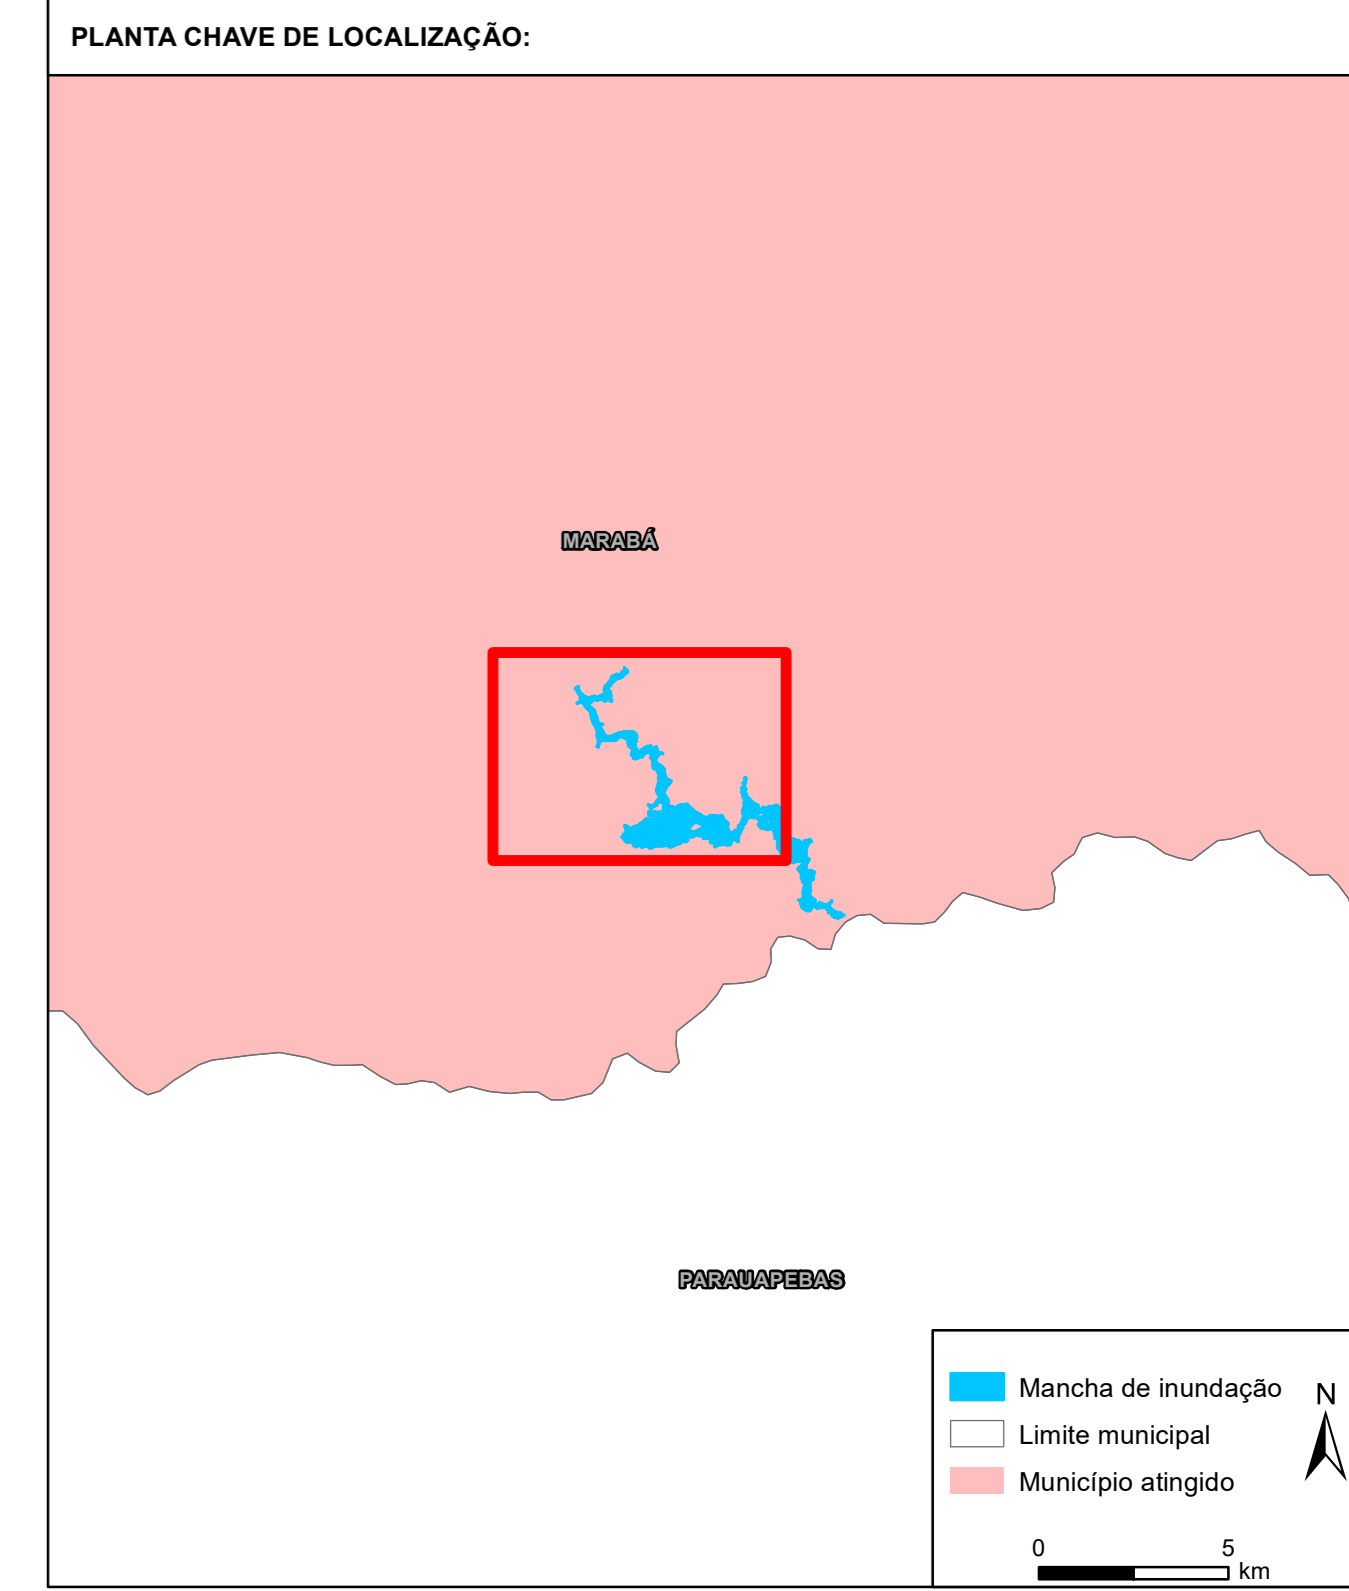 PLANTA CHAVE DE LOCALIZAÇÃO:
MARABÁ
PARAUAPEBAS
Mancha de inundação
N
Limite municipal
Município atingido
0 5
km